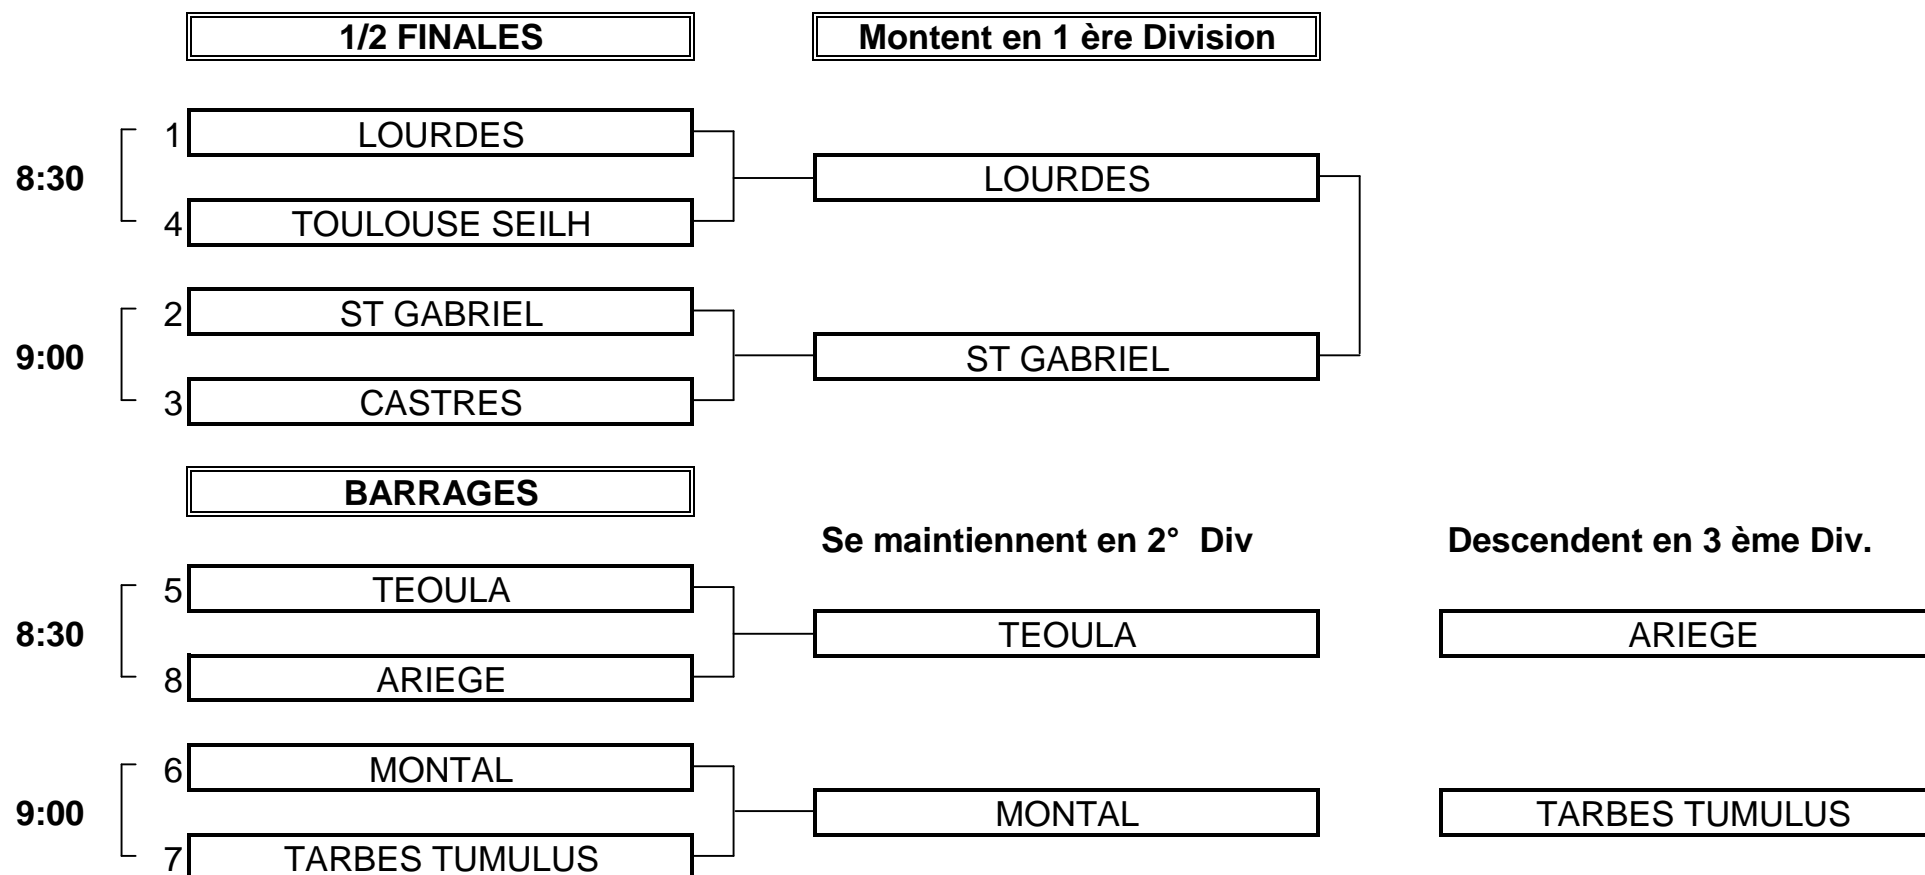 1/2 FINALES
Montent en 1 ère Division
1 LOURDES
8:30
LOURDES
4 TOULOUSE SEILH
2 ST GABRIEL
9:00
ST GABRIEL
3 CASTRES
BARRAGES
Se maintiennent en 2° Div
Descendent en 3 ème Div.
5 TEOULA
8:30
TEOULA
ARIEGE
8 ARIEGE
6 MONTAL
9:00
MONTAL
TARBES TUMULUS
7 TARBES TUMULUS